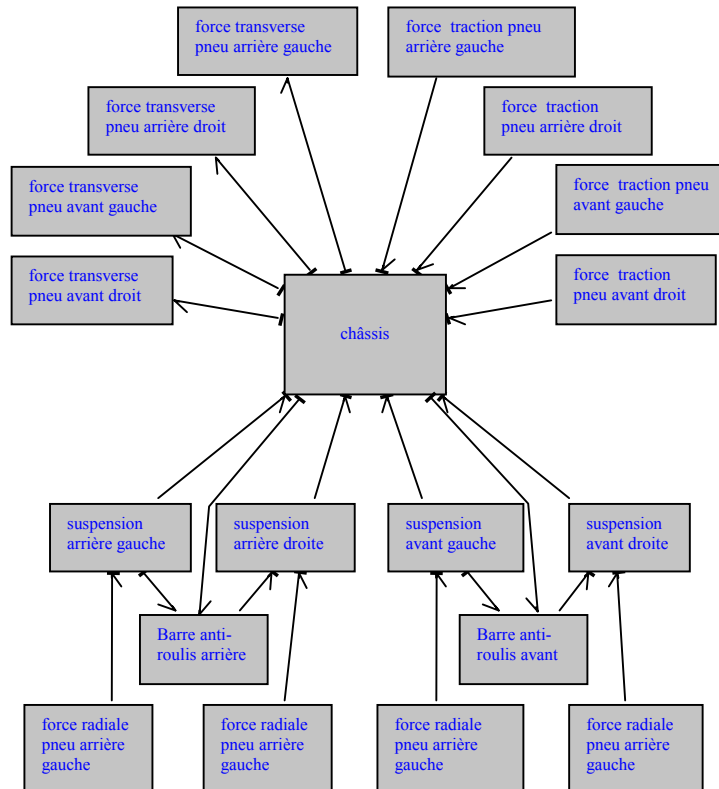 force transverse
pneu arrière gauche
force traction pneu
arrière gauche
force transverse
pneu arrière droit
force traction
pneu arrière droit
force transverse
pneu avant gauche
force traction pneu
avant gauche
force transverse
pneu avant droit
force traction
pneu avant droit
châssis
suspension
arrière gauche
suspension
arrière droite
suspension
avant gauche
suspension
avant droite
Barre anti-
roulis arrière
Barre anti-
roulis avant
force radiale
pneu arrière
gauche
force radiale
pneu arrière
gauche
force radiale
pneu arrière
gauche
force radiale
pneu arrière
gauche